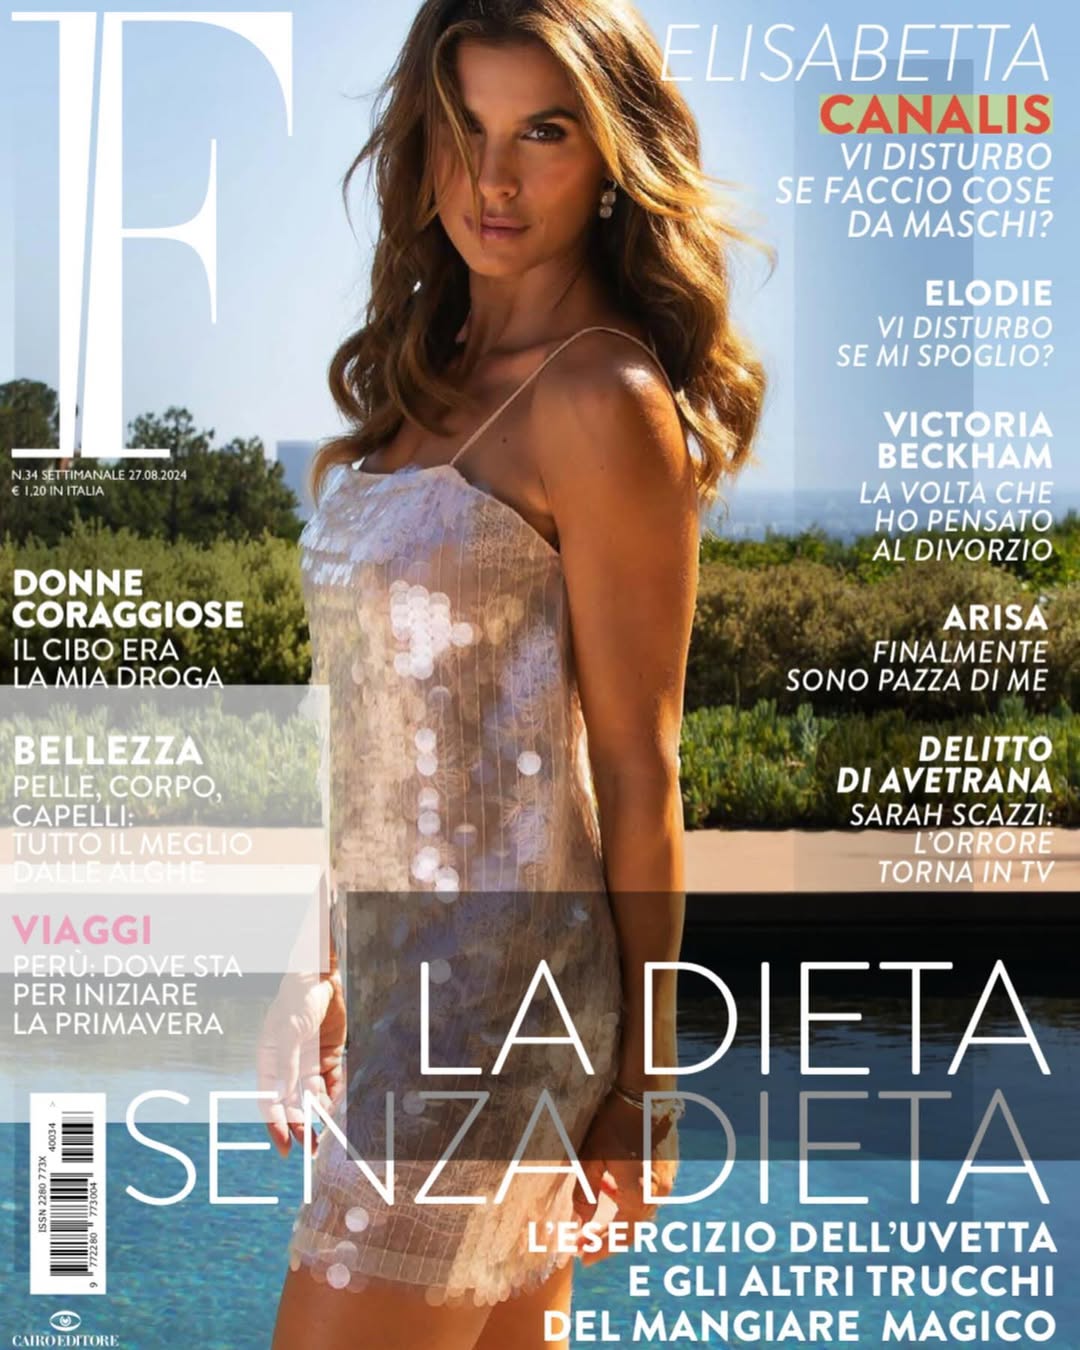 F
N.34 SETTIMANALE 27.08.2024
€ 1,20 IN ITALIA
ELISABETTA
CANALIS
VI DISTURBO
SE FACCIO COSE
DA MASCHI?
ELODIE
VI DISTURBO
SE MI SPOGLIO?
VICTORIA
BECKHAM
LA VOLTA CHE
HO PENSATO
AL DIVORZIO
ARISA
FINALMENTE
SONO PAZZA DI ME
DELITTO
DI AVETRANA
SARAH SCAZZI:
L'ORRORE
TORNA IN TV
DONNE
CORAGGIOSE
IL CIBO ERA
LA MIA DROGA
BELLEZZA
PELLE, CORPO,
CAPELLI:
TUTTO IL MEGLIO
DALLE ALGHE
VIAGGI
PERÙ: DOVE STA
PER INIZIARE
LA PRIMAVERA
LA DIETA
SENZA DIETA
L'ESERCIZIO DELL'UVETTA
E GLI ALTRI TRUCCHI
DEL MANGIARE MAGICO
ISSN 2280 773X
40034
9 772280 773004
CAIROEDITORE